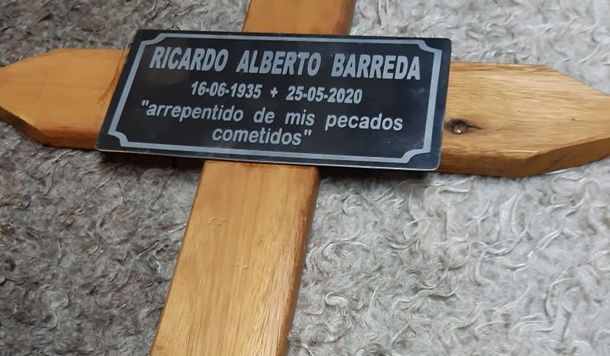 RICARDO ALBERTO BARREDA
16-06-1935 + 25-05-2020
"arrepentido de mis pecados
cometidos"